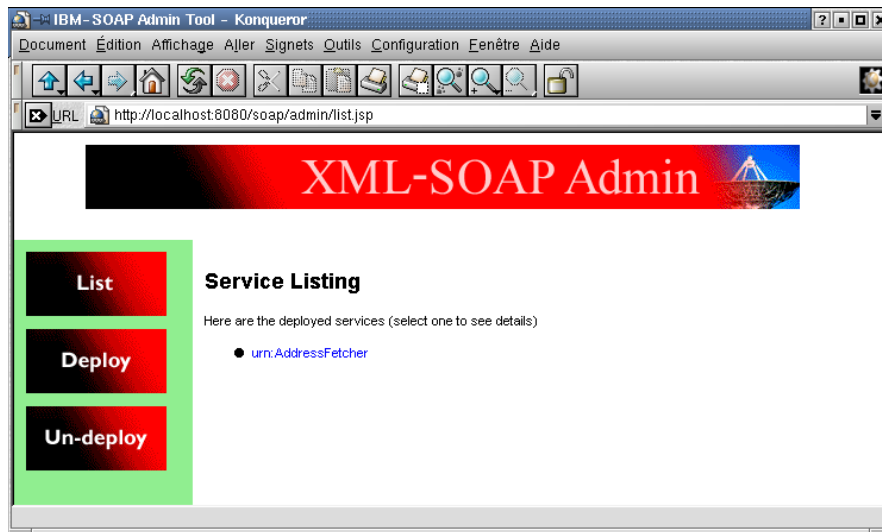 IBM-SOAP Admin Tool - Konqueror
Document Édition Affichage Aller Signets Outils Configuration Fenêtre Aide
URL http://localhost:8080/soap/admin/list.jsp
XML-SOAP Admin
List
Service Listing
Here are the deployed services (select one to see details)
urn:AddressFetcher
Deploy
Un-deploy